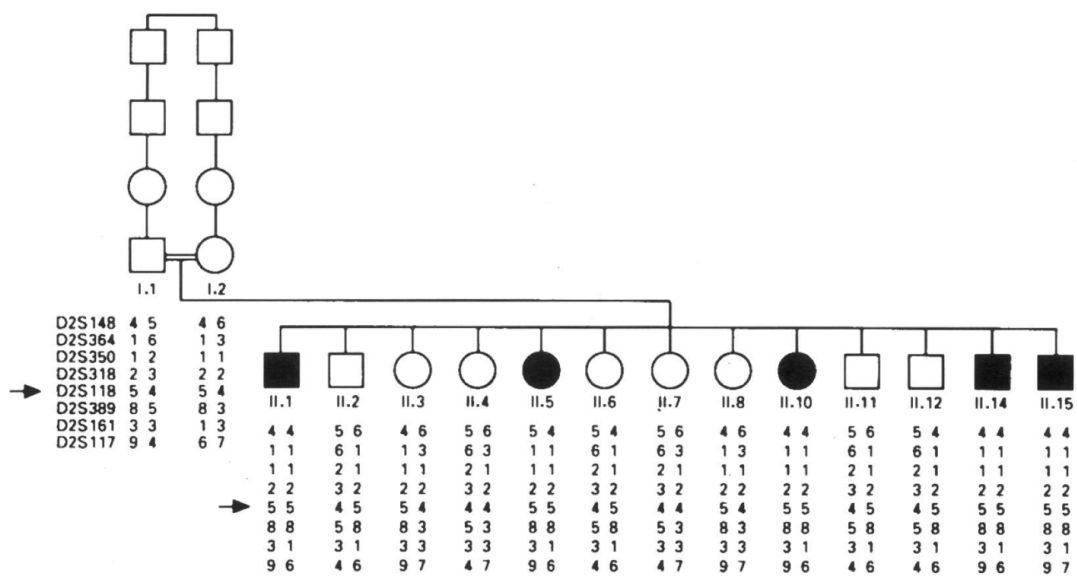 I.1 I.2
D2S148 4 5 4 6
D2S364 1 6 1 3
D2S350 1 2 1 1
D2S318 2 3 2 2
D2S118 5 4 5 4
D2S389 8 5 8 3
D2S161 3 3 1 3
D2S117 9 4 6 7
II.1 II.2 II.3 II.4 II.5 II.6 II.7 II.8 II.10 II.11 II.12 II.14 II.15
4 4 5 6 4 6 5 6 5 4 5 4 5 6 4 6 4 4 5 6 5 4 4 4 4 4
1 1 6 1 1 3 6 3 1 1 6 1 6 3 1 3 1 1 6 1 6 1 1 1 1 1
1 1 2 1 1 1 2 1 1 1 2 1 2 1 1 1 1 1 2 1 2 1 1 1 1 1
2 2 3 2 2 2 3 2 2 2 3 2 3 2 2 2 2 2 3 2 3 2 2 2 2 2
5 5 4 5 5 4 4 4 5 5 4 5 4 4 5 4 5 5 4 5 4 5 5 5 5 5
8 8 5 8 8 3 5 3 8 8 5 8 5 3 8 3 8 8 5 8 5 8 8 8 8 8
3 1 3 1 3 3 3 3 3 1 3 1 3 3 3 3 3 1 3 1 3 1 3 1 3 1
9 6 4 6 9 7 4 7 9 6 4 6 4 7 9 7 9 6 4 6 4 6 9 6 9 7